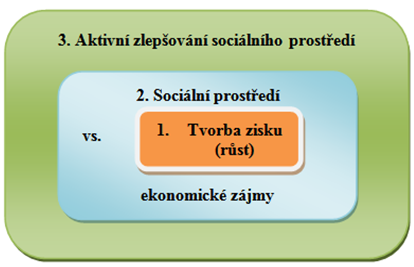 3. Aktivní zlepšování sociálního prostředí
2. Sociální prostředí
vs.
1. Tvorba zisku
(růst)
ekonomické zájmy